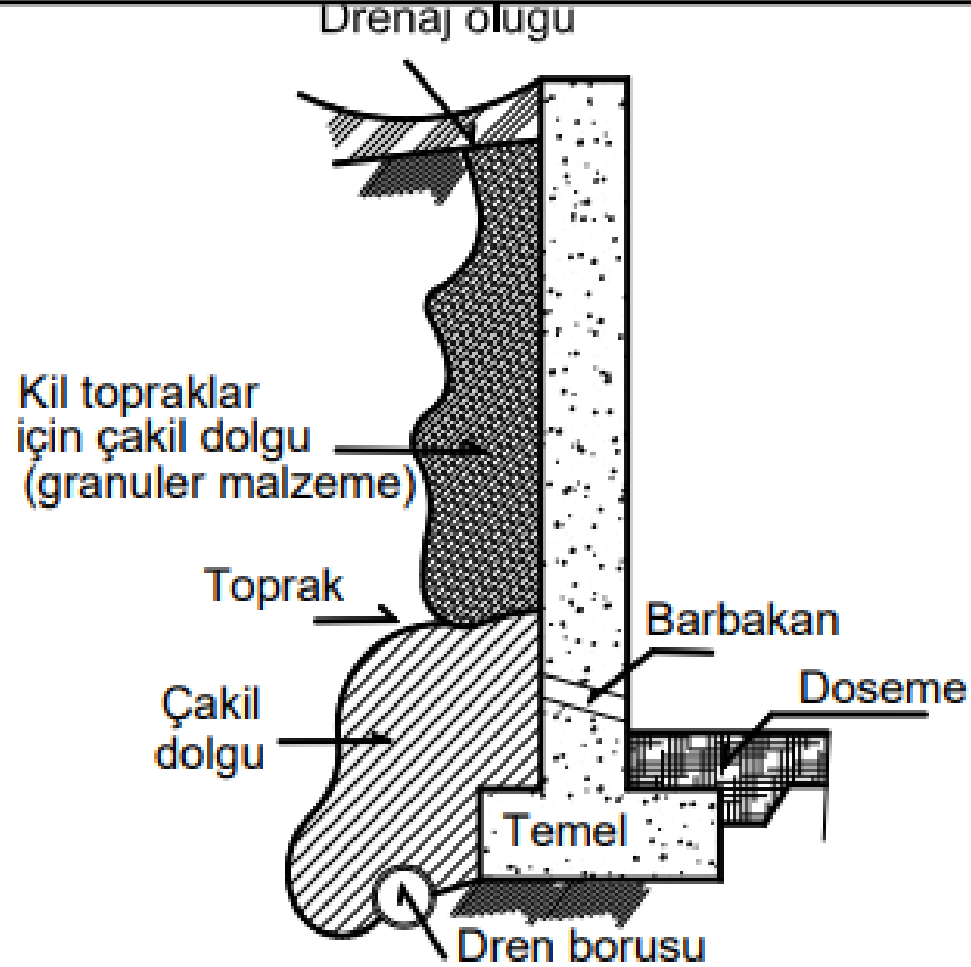 Drenaj olugu
Kil topraklar
için çakil dolgu
(granuler malzeme)
Toprak
Barbakan
Çakil
dolgu
Doseme
Temel
Dren borusu